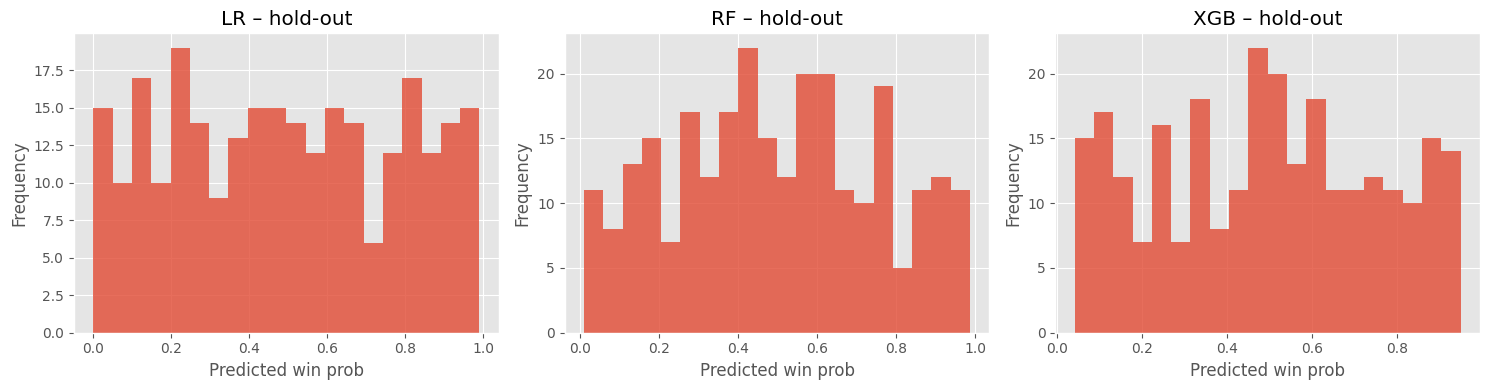 LR – hold-out
17.5
15.0
12.5
10.0
7.5
5.0
2.5
0.0
Frequency
0.0 0.2 0.4 0.6 0.8 1.0
Predicted win prob
RF – hold-out
20
15
10
5
0
Frequency
0.0 0.2 0.4 0.6 0.8 1.0
Predicted win prob
XGB – hold-out
20
15
10
5
0
Frequency
0.0 0.2 0.4 0.6 0.8
Predicted win prob